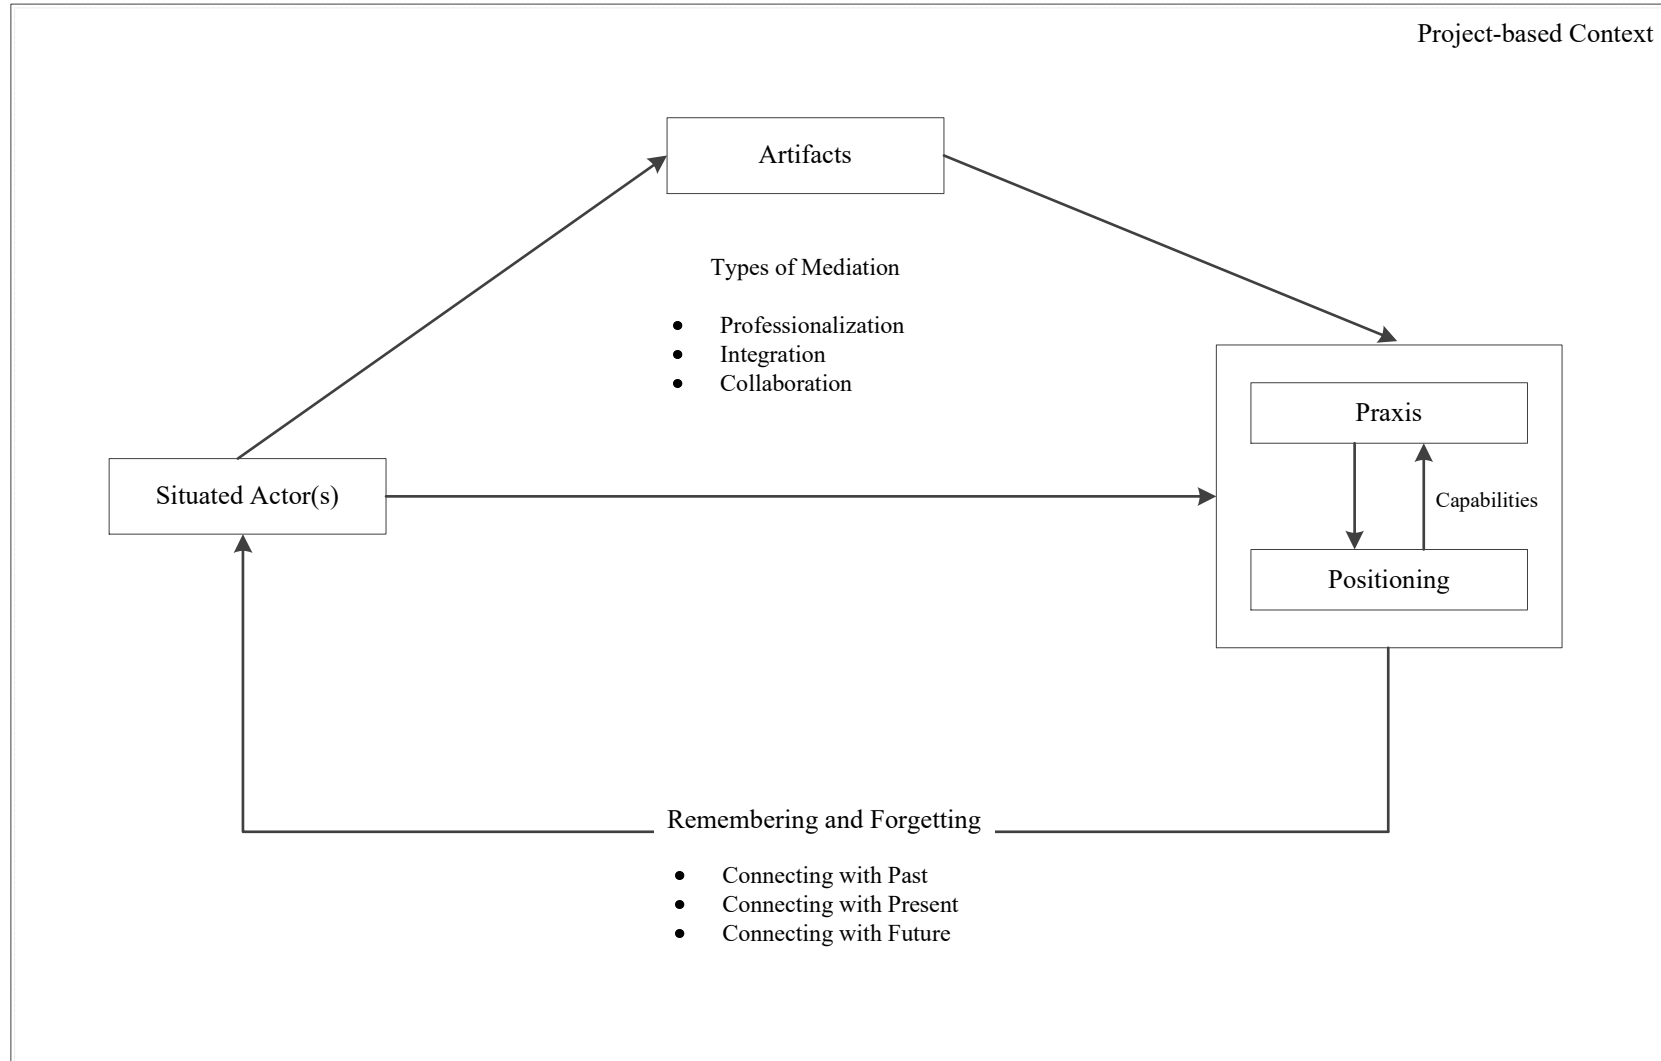 Project-based Context
Artifacts
Types of Mediation
● Professionalization
● Integration
● Collaboration
Praxis
Situated Actor(s)
Capabilities
Positioning
Remembering and Forgetting
● Connecting with Past
● Connecting with Present
● Connecting with Future